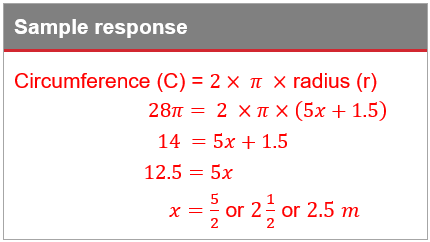 Sample response
Circumference (C) = 2 × π × radius (r)
28π = 2 × π × (5x + 1.5)
14 = 5x + 1.5
12.5 = 5x
x = 5/2 or 2 1/2 or 2.5 m